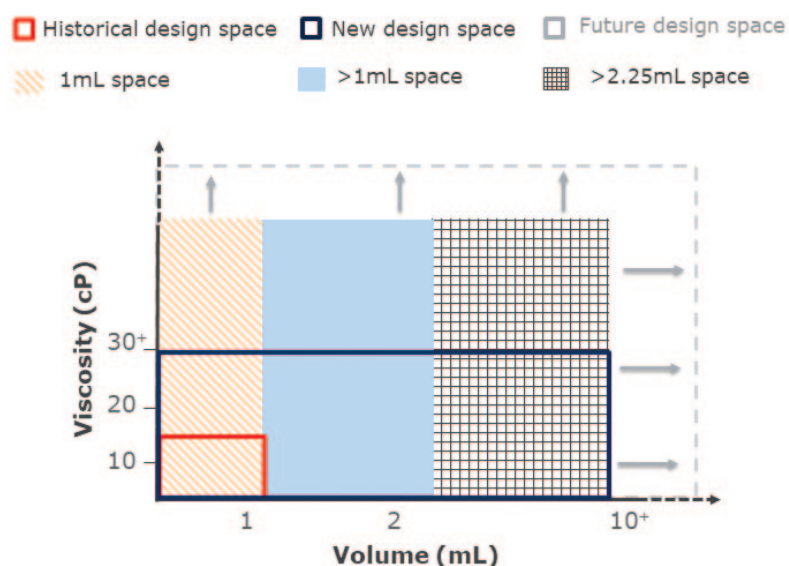 Historical design space New design space Future design space
1mL space >1mL space >2.25mL space
Viscosity (cP)
30⁺
20
10
1 2 10⁺
Volume (mL)